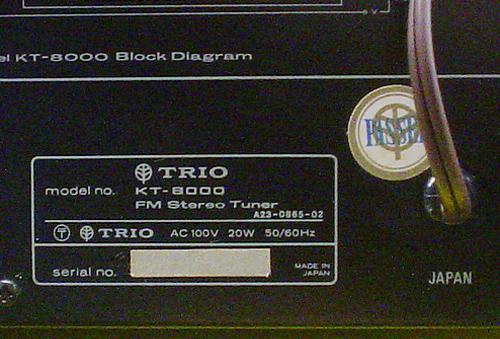 KT-8000 Block Diagram
TRIO
model no. KT-8000
FM Stereo Tuner
A23-0865-02
T TRIO AC 100V 20W 50/60Hz
serial no.
MADE IN
JAPAN
JAPAN